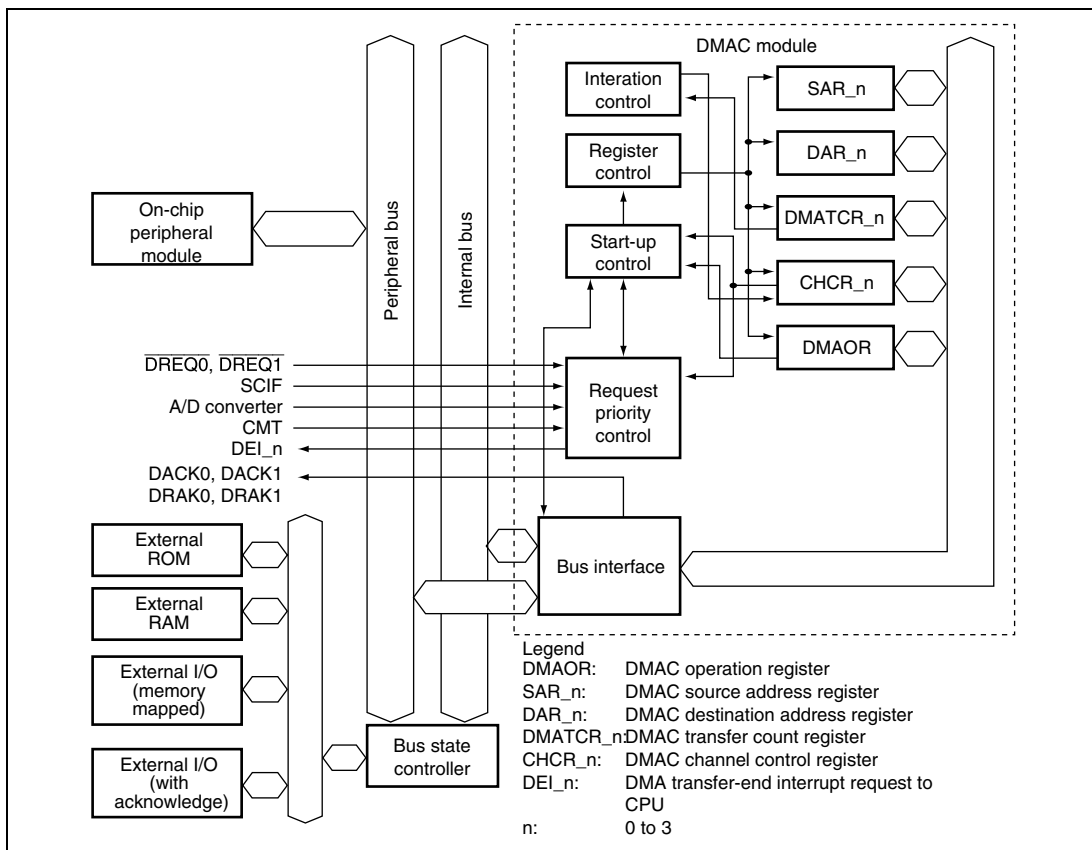 DMAC module
Interation
control
SAR_n
Register
control
DAR_n
On-chip
peripheral
module
Peripheral bus
Internal bus
DMATCR_n
Start-up
control
CHCR_n
DMAOR
DREQ0, DREQ1
SCIF
A/D converter
CMT
DEI_n
Request
priority
control
DACK0, DACK1
DRAK0, DRAK1
External
ROM
Bus interface
External
RAM
External I/O
(memory
mapped)
External I/O
(with
acknowledge)
Bus state
controller
Legend
DMAOR: DMAC operation register
SAR_n: DMAC source address register
DAR_n: DMAC destination address register
DMATCR_n:DMAC transfer count register
CHCR_n: DMAC channel control register
DEI_n: DMA transfer-end interrupt request to
CPU
n: 0 to 3